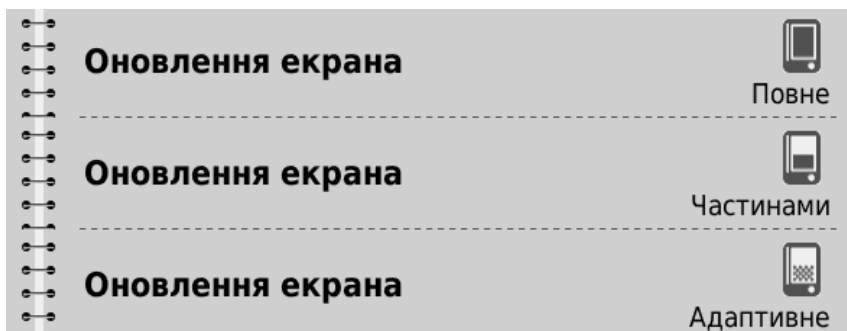 Оновлення екрана
Повне
Оновлення екрана
Частинами
Оновлення екрана
Адаптивне